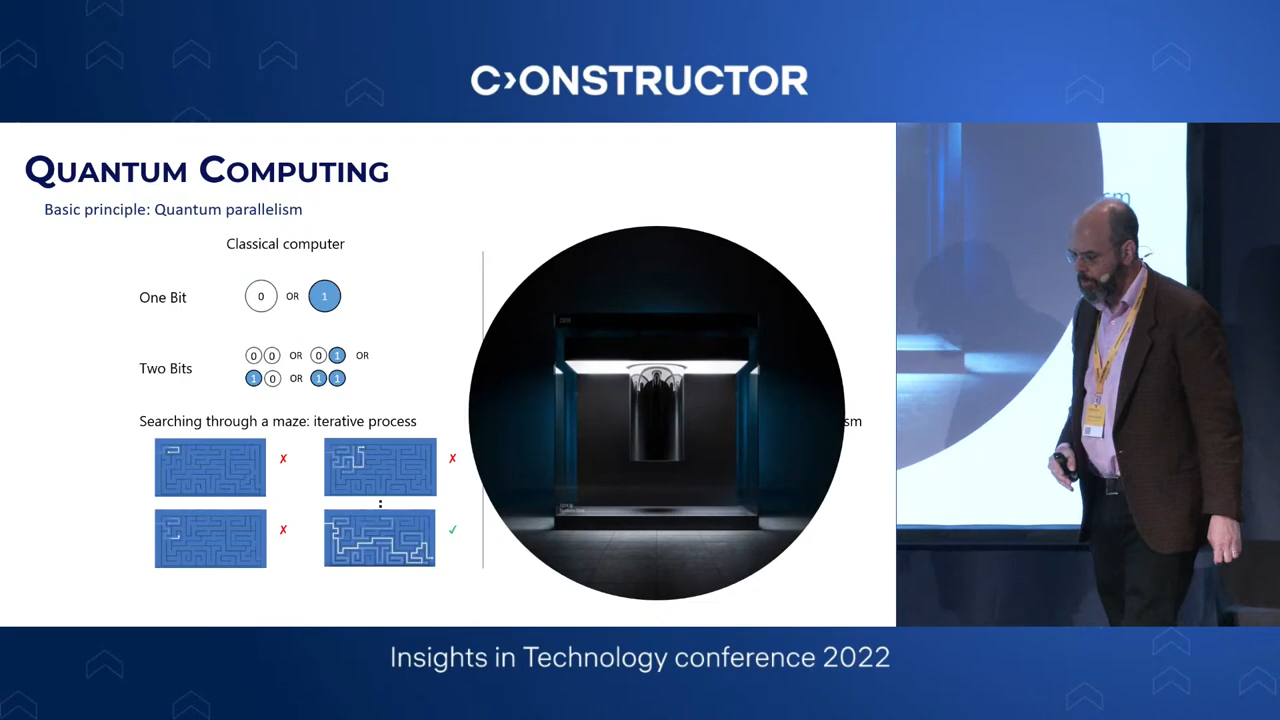 C›ONSTRUCTOR
QUANTUM COMPUTING
Basic principle: Quantum parallelism
Classical computer
One Bit
0 OR 1
Two Bits
0 0 OR 0 1 OR
1 0 OR 1 1
Searching through a maze: iterative process
sm
✗ ✗
:
✗ ✓
IBM
sm
Insights in Technology conference 2022